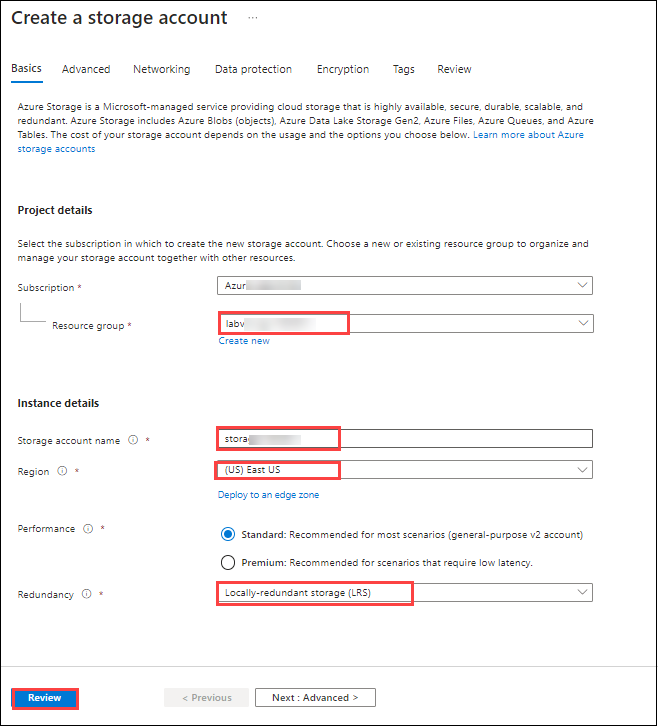 Create a storage account ...
Basics Advanced Networking Data protection Encryption Tags Review
Azure Storage is a Microsoft-managed service providing cloud storage that is highly available, secure, durable, scalable, and
redundant. Azure Storage includes Azure Blobs (objects), Azure Data Lake Storage Gen2, Azure Files, Azure Queues, and Azure
Tables. The cost of your storage account depends on the usage and the options you choose below. Learn more about Azure
storage accounts
Project details
Select the subscription in which to create the new storage account. Choose a new or existing resource group to organize and
manage your storage account together with other resources.
Subscription *
Resource group *
Create new
Instance details
Storage account name *
Region * (US) East US
Deploy to an edge zone
Performance * Standard: Recommended for most scenarios (general-purpose v2 account)
Premium: Recommended for scenarios that require low latency.
Redundancy * Locally-redundant storage (LRS)
Review < Previous Next : Advanced >